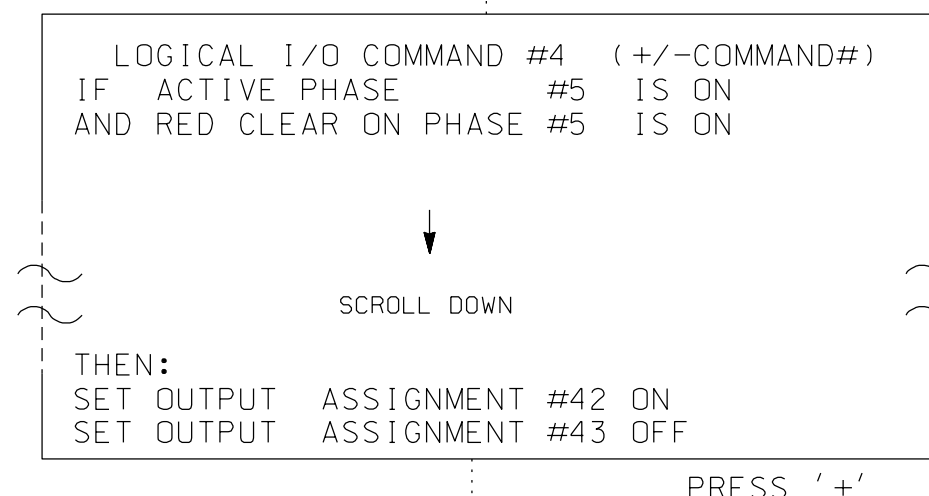 LOGICAL I/O COMMAND #4 (+/-COMMAND#)
IF ACTIVE PHASE #5 IS ON
AND RED CLEAR ON PHASE #5 IS ON
SCROLL DOWN
THEN:
SET OUTPUT ASSIGNMENT #42 ON
SET OUTPUT ASSIGNMENT #43 OFF
PRESS '+'